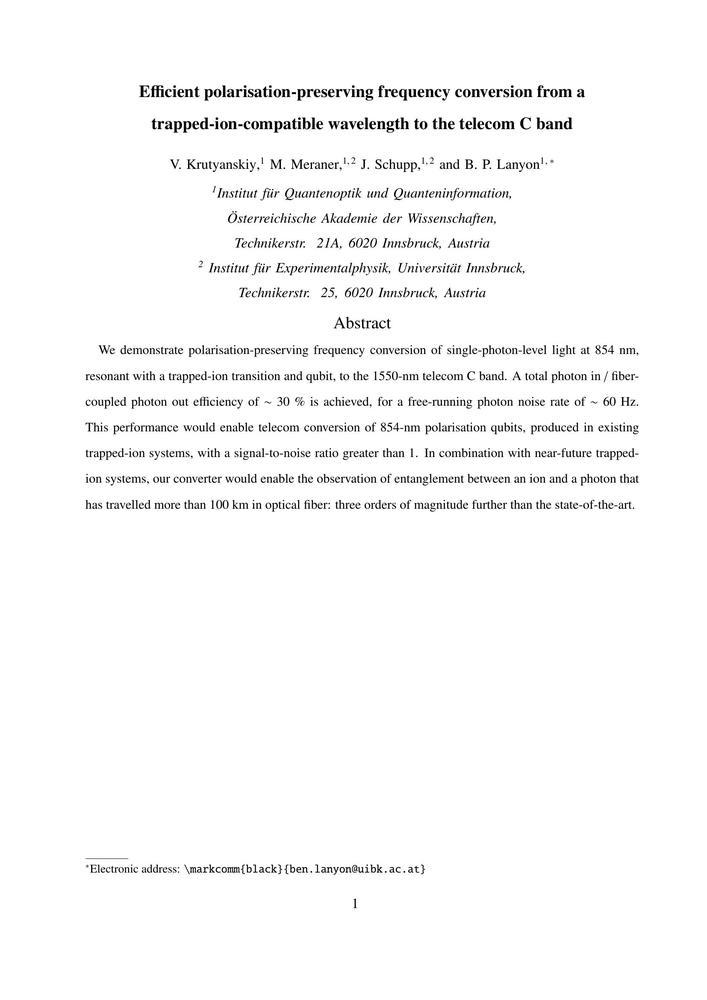 Efficient polarisation-preserving frequency conversion from a
trapped-ion-compatible wavelength to the telecom C band
V. Krutyanskiy,1 M. Meraner,1, 2 J. Schupp,1, 2 and B. P. Lanyon1, *
1Institut für Quantenoptik und Quanteninformation,
Österreichische Akademie der Wissenschaften,
Technikerstr. 21A, 6020 Innsbruck, Austria
2 Institut für Experimentalphysik, Universität Innsbruck,
Technikerstr. 25, 6020 Innsbruck, Austria
Abstract
We demonstrate polarisation-preserving frequency conversion of single-photon-level light at 854 nm,
resonant with a trapped-ion transition and qubit, to the 1550-nm telecom C band. A total photon in / fiber-
coupled photon out efficiency of ∼ 30 % is achieved, for a free-running photon noise rate of ∼ 60 Hz.
This performance would enable telecom conversion of 854-nm polarisation qubits, produced in existing
trapped-ion systems, with a signal-to-noise ratio greater than 1. In combination with near-future trapped-
ion systems, our converter would enable the observation of entanglement between an ion and a photon that
has travelled more than 100 km in optical fiber: three orders of magnitude further than the state-of-the-art.
*Electronic address: \markcomm{black}{ben.lanyon@uibk.ac.at}
1